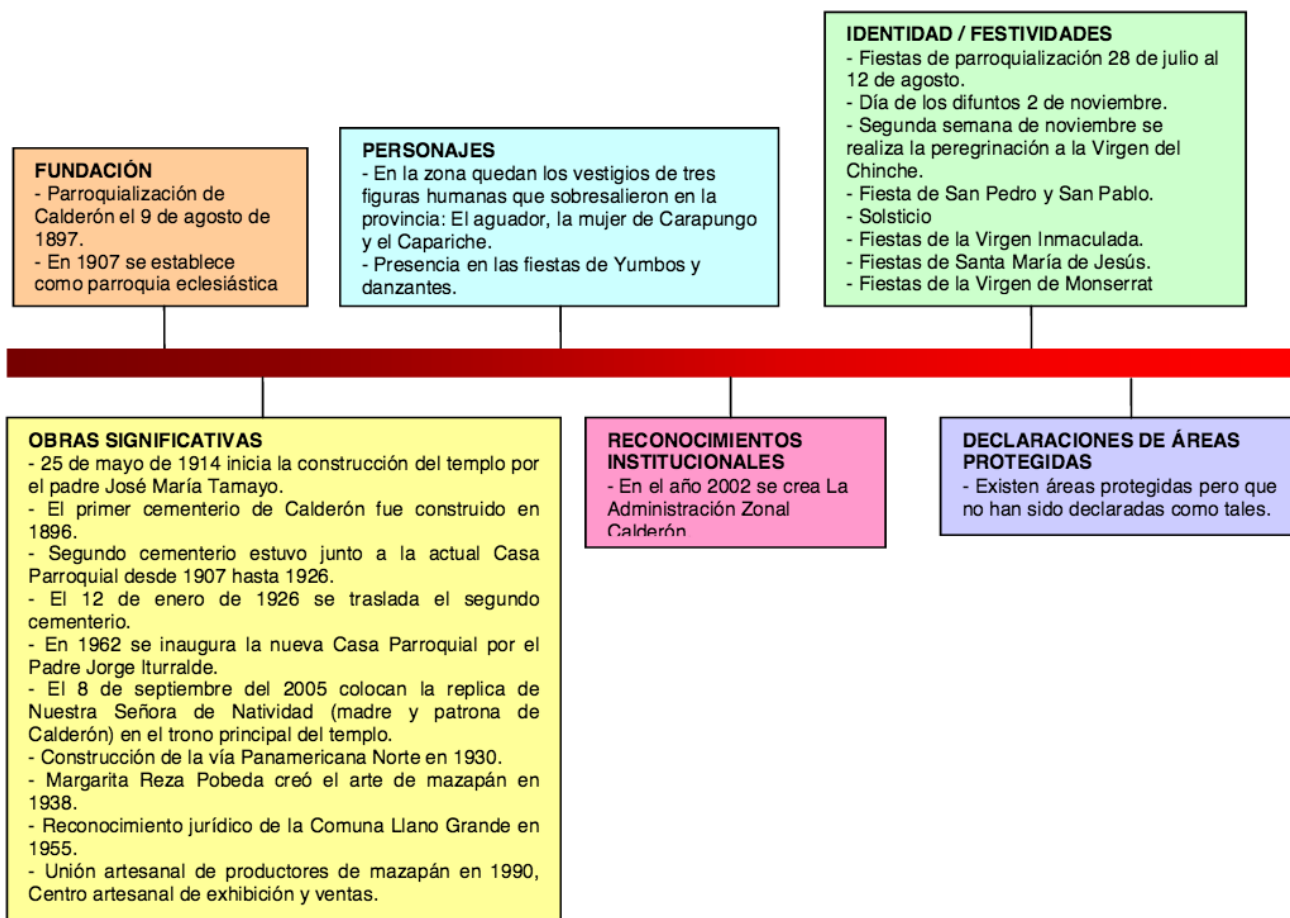 FUNDACIÓN
- Parroquialización de
Calderón el 9 de agosto de
1897.
- En 1907 se establece
como parroquia eclesiástica
PERSONAJES
- En la zona quedan los vestigios de tres
figuras humanas que sobresalieron en la
provincia: El aguador, la mujer de Carapungo
y el Capariche.
- Presencia en las fiestas de Yumbos y
danzantes.
IDENTIDAD / FESTIVIDADES
- Fiestas de parroquialización 28 de julio al
12 de agosto.
- Día de los difuntos 2 de noviembre.
- Segunda semana de noviembre se
realiza la peregrinación a la Virgen del
Chinche.
- Fiesta de San Pedro y San Pablo.
- Solsticio
- Fiestas de la Virgen Inmaculada.
- Fiestas de Santa María de Jesús.
- Fiestas de la Virgen de Monserrat
OBRAS SIGNIFICATIVAS
- 25 de mayo de 1914 inicia la construcción del templo por
el padre José María Tamayo.
- El primer cementerio de Calderón fue construido en
1896.
- Segundo cementerio estuvo junto a la actual Casa
Parroquial desde 1907 hasta 1926.
- El 12 de enero de 1926 se traslada el segundo
cementerio.
- En 1962 se inaugura la nueva Casa Parroquial por el
Padre Jorge Iturralde.
- El 8 de septiembre del 2005 colocan la replica de
Nuestra Señora de Natividad (madre y patrona de
Calderón) en el trono principal del templo.
- Construcción de la vía Panamericana Norte en 1930.
- Margarita Reza Pobeda creó el arte de mazapán en
1938.
- Reconocimiento jurídico de la Comuna Llano Grande en
1955.
- Unión artesanal de productores de mazapán en 1990,
Centro artesanal de exhibición y ventas.
RECONOCIMIENTOS
INSTITUCIONALES
- En el año 2002 se crea La
Administración Zonal
Calderón.
DECLARACIONES DE ÁREAS
PROTEGIDAS
- Existen áreas protegidas pero que
no han sido declaradas como tales.